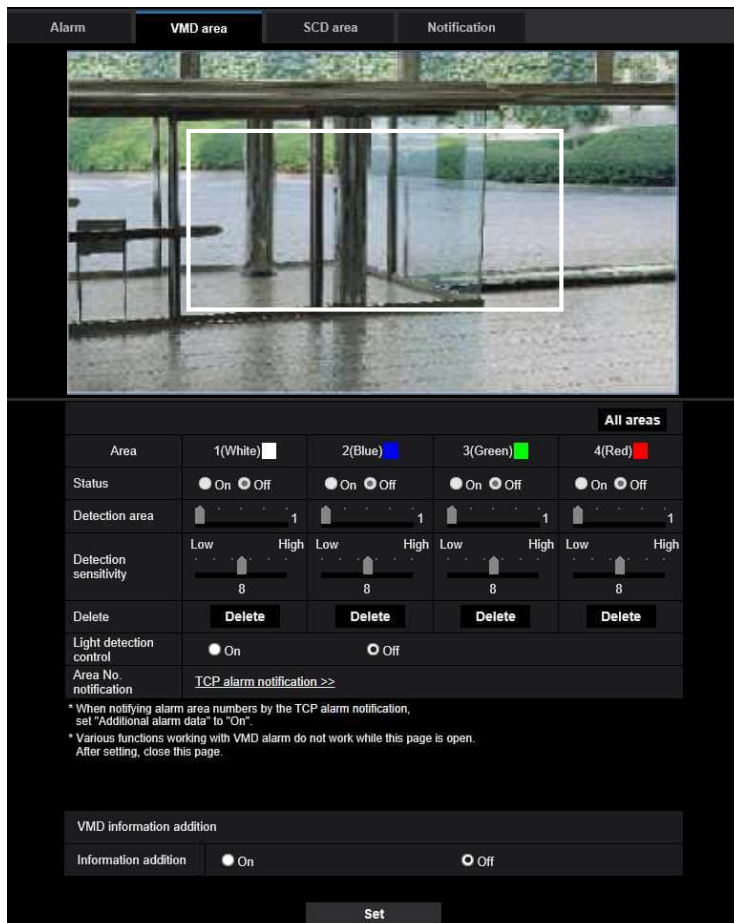 Alarm VMD area SCD area Notification
All areas
Area 1(White) 2(Blue) 3(Green) 4(Red)
Status On Off On Off On Off On Off
Detection area 1 1 1 1
Low High Low High Low High Low High
Detection
sensitivity
8 8 8 8
Delete Delete Delete Delete Delete
Light detection
control
On Off
Area No.
notification
TCP alarm notification >>
* When notifying alarm area numbers by the TCP alarm notification,
set "Additional alarm data" to "On".
* Various functions working with VMD alarm do not work while this page is open.
After setting, close this page.
VMD information addition
Information addition On Off
Set